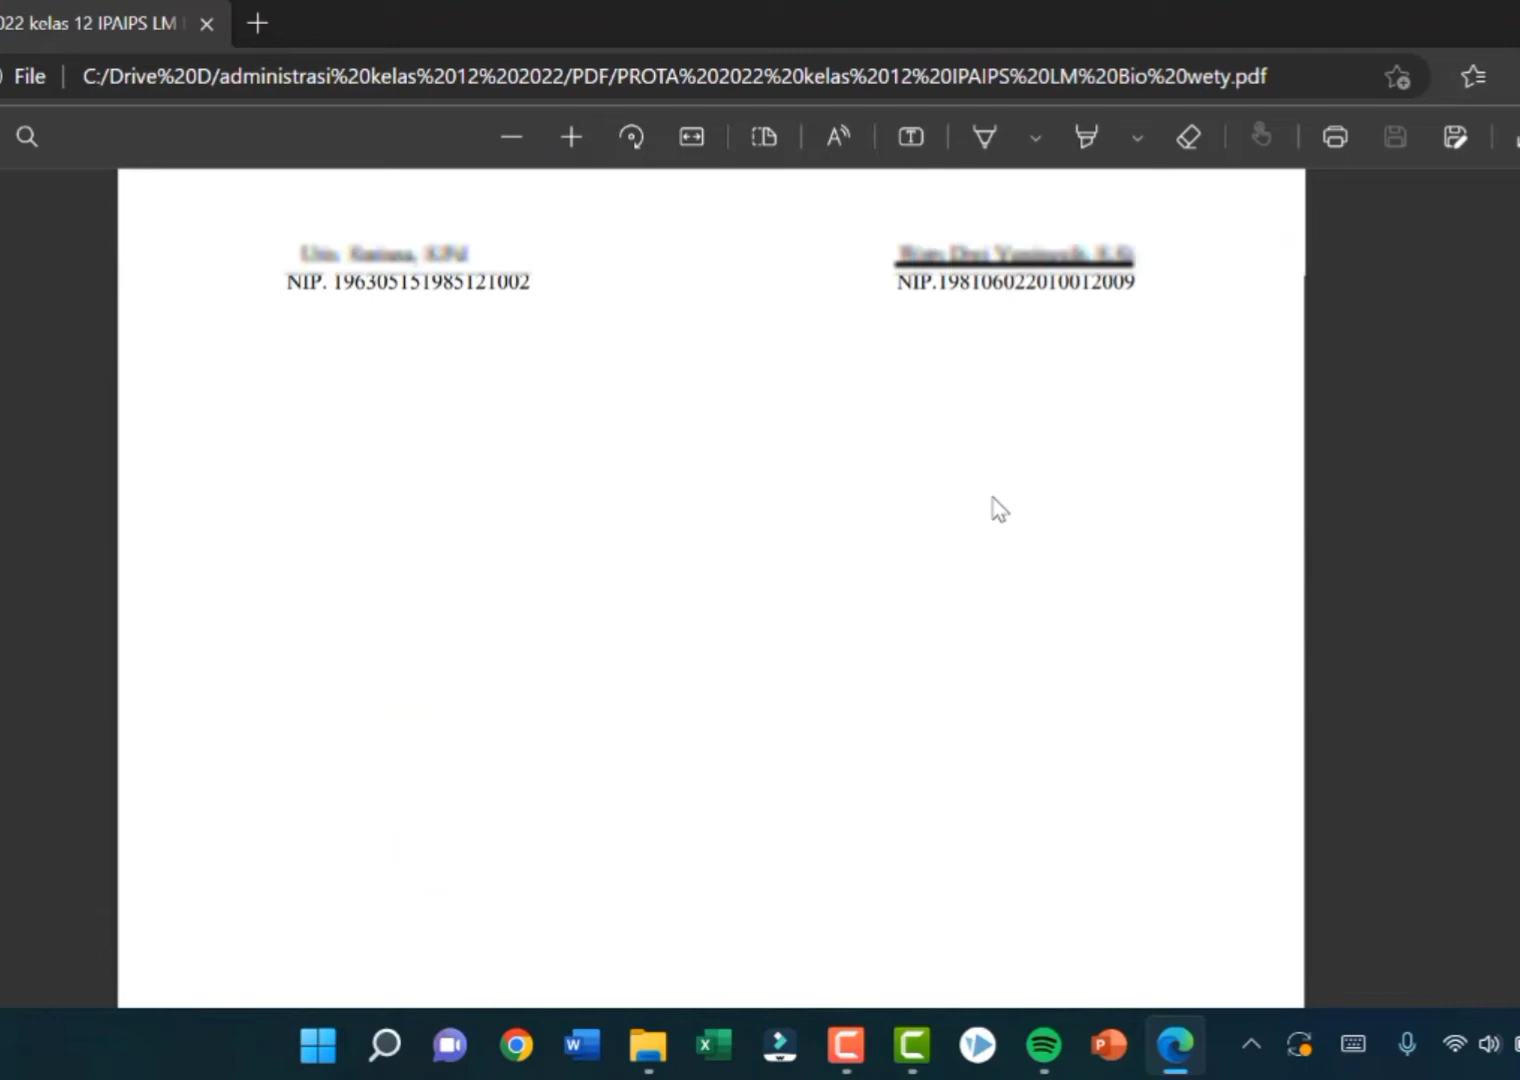 022 kelas 12 IPAIPS LM
File
C:/Drive%20D/administrasi%20kelas%2012%202022/PDF/PROTA%202022%20kelas%2012%20IPAIPS%20LM%20Bio%20wety.pdf
NIP. 196305151985121002
NIP.198106022010012009